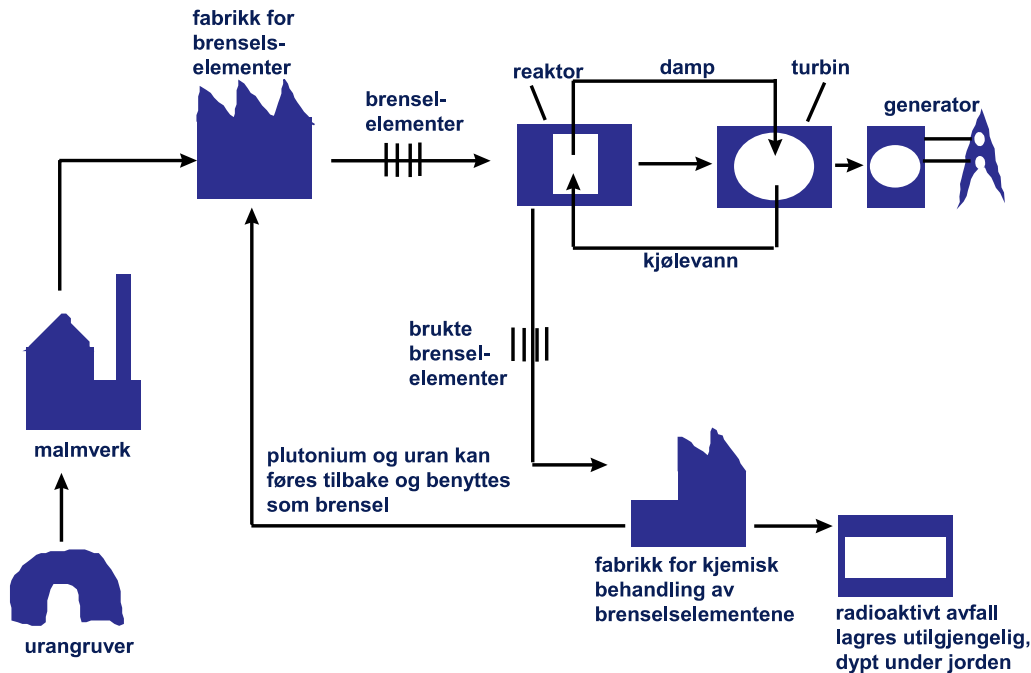 fabrikk for
brensels-
elementer
brensel-
elementer
reaktor
damp
turbin
generator
kjølevann
brukte
brensel-
elementer
malmverk
plutonium og uran kan
føres tilbake og benyttes
som brensel
urangruver
fabrikk for kjemisk
behandling av
brenselselementene
radioaktivt avfall
lagres utilgjengelig,
dypt under jorden